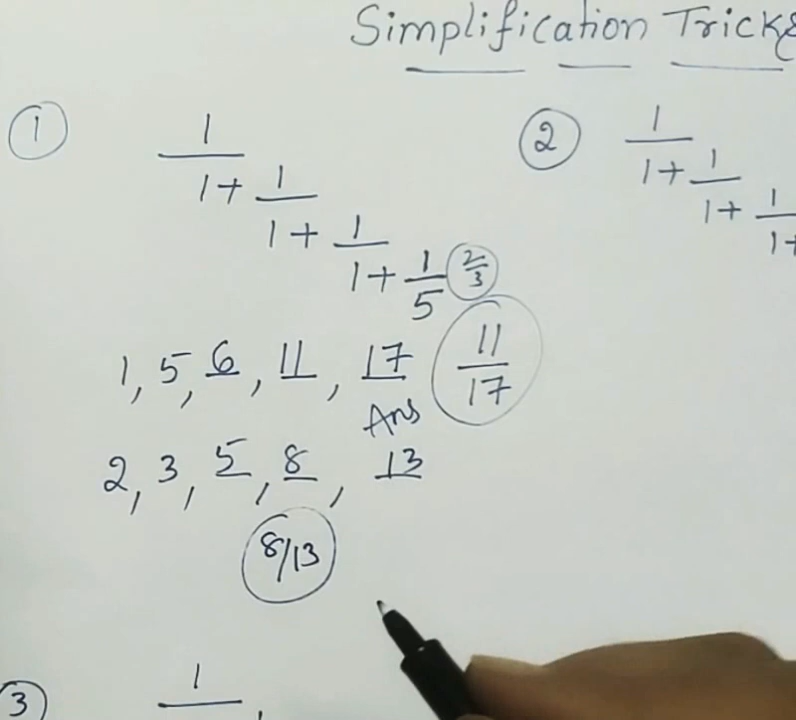 Simplification Tricks
① 1
1+ 1
1+ 1
1+ 1/5 (2/3)
② 1
1+ 1
1+ 1
1+
1, 5, 6, 11, 17 11/17
Ans
2, 3, 5, 8, 13
8/13
③ 1